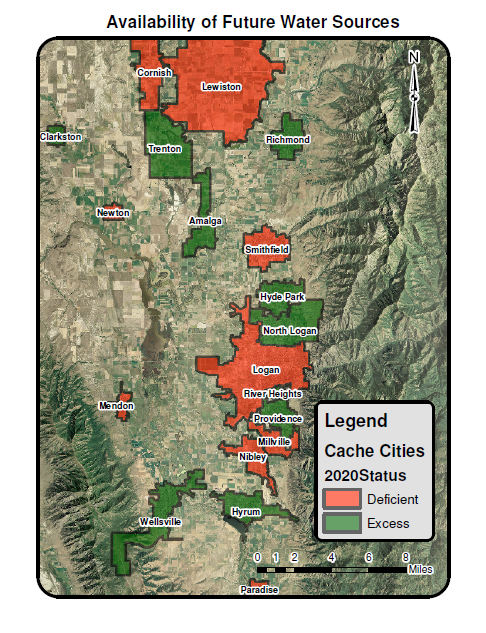 Availability of Future Water Sources
N
Cornish
Lewiston
Clarkston
Richmond
Trenton
Newton
Amalga
Smithfield
Hyde Park
North Logan
Logan
River Heights
Mendon
Providence
Millville
Nibley
Legend
Cache Cities
2020Status
Deficient
Excess
Hyrum
Wellsville
0 1 2 4 6 8
Miles
Paradise